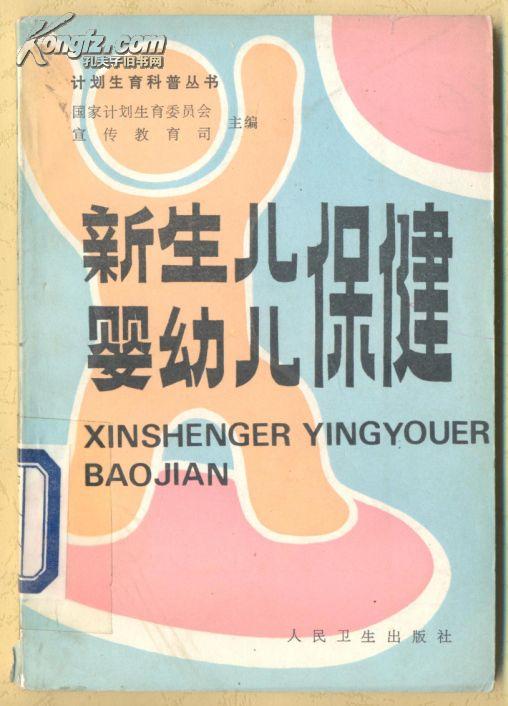 Kongfz.com
孔夫子旧书网
计划生育科普丛书
国家计划生育委员会
宣传教育司
主编
新生儿
婴幼儿
保健
XINSHENGER YINGYOUER
BAOJIAN
人民卫生出版社